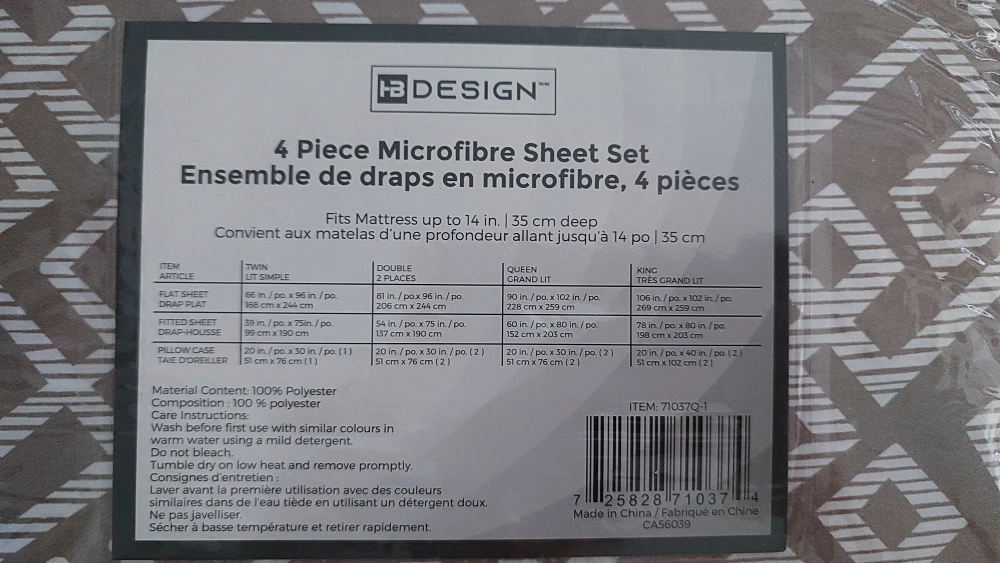 HB DESIGN™
4 Piece Microfibre Sheet Set
Ensemble de draps en microfibre, 4 pièces
Fits Mattress up to 14 in. | 35 cm deep
Convient aux matelas d'une profondeur allant jusqu'à 14 po | 35 cm
ITEM TWIN DOUBLE QUEEN KING
ARTICLE LIT SIMPLE 2 PLACES GRAND LIT TRÈS GRAND LIT
FLAT SHEET 66 in. / po. x 96 in. / po. 81 in. / po.x 96 in. / po. 90 in. / po. x 102 in. / po. 106 in. / po. x 102 in. / po.
DRAP PLAT 168 cm x 244 cm 206 cm x 244 cm 228 cm x 259 cm 269 cm x 259 cm
FITTED SHEET 39 in. / po. x 75in. / po. 54 in. / po. x 75 in. / po. 60 in. / po. x 80 in. / po. 78 in. / po. x 80 in. / po.
DRAP-HOUSSE 99 cm x 190 cm 137 cm x 190 cm 152 cm x 203 cm 198 cm x 203 cm
PILLOW CASE 20 in. / po. x 30 in. / po. ( 1 ) 20 in. / po. x 30 in. / po. ( 2 ) 20 in. / po. x 30 in. / po. ( 2 ) 20 in. / po. x 40 in. / po. ( 2 )
TAIE D'OREILLER 51 cm x 76 cm ( 1 ) 51 cm x 76 cm ( 2 ) 51 cm x 76 cm ( 2 ) 51 cm x 102 cm ( 2 )
Material Content: 100% Polyester
Composition : 100 % polyester
Care Instructions:
Wash before first use with similar colours in
warm water using a mild detergent.
Do not bleach.
Tumble dry on low heat and remove promptly.
Consignes d'entretien :
Laver avant la première utilisation avec des couleurs
similaires dans de l'eau tiède en utilisant un détergent doux.
Ne pas javelliser.
Sécher à basse température et retirer rapidement.
ITEM: 71037Q-1
7 25828 71037 4
Made in China / Fabriqué en Chine
CA56039